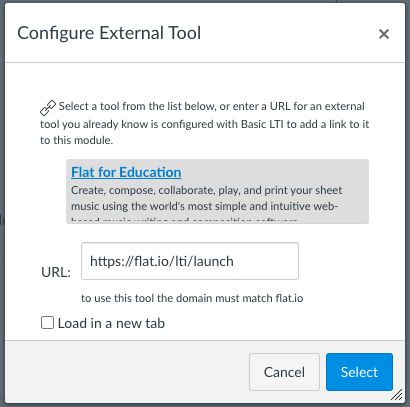 Configure External Tool
×
Select a tool from the list below, or enter a URL for an external
tool you already know is configured with Basic LTI to add a link to it
to this module.
Flat for Education
Create, compose, collaborate, play, and print your sheet
music using the world's most simple and intuitive web-
based music writing and composition software.
URL:
https://flat.io/lti/launch
to use this tool the domain must match flat.io
Load in a new tab
Cancel
Select